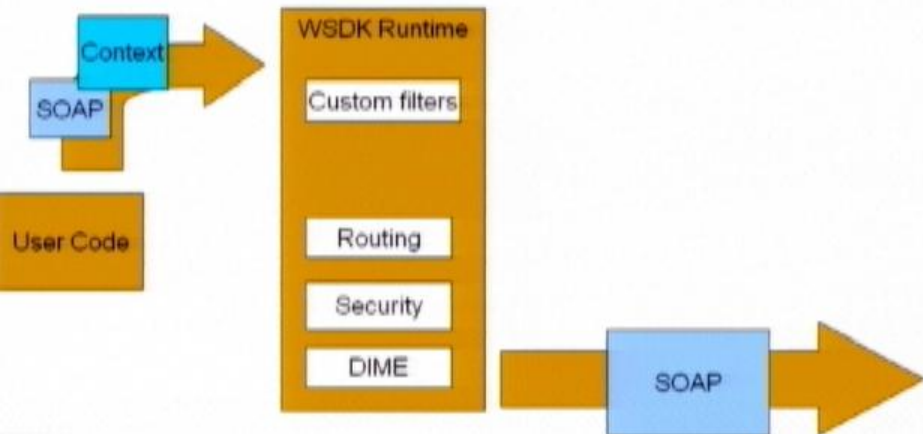 Context
SOAP
User Code
WSDK Runtime
Custom filters
Routing
Security
DIME
SOAP